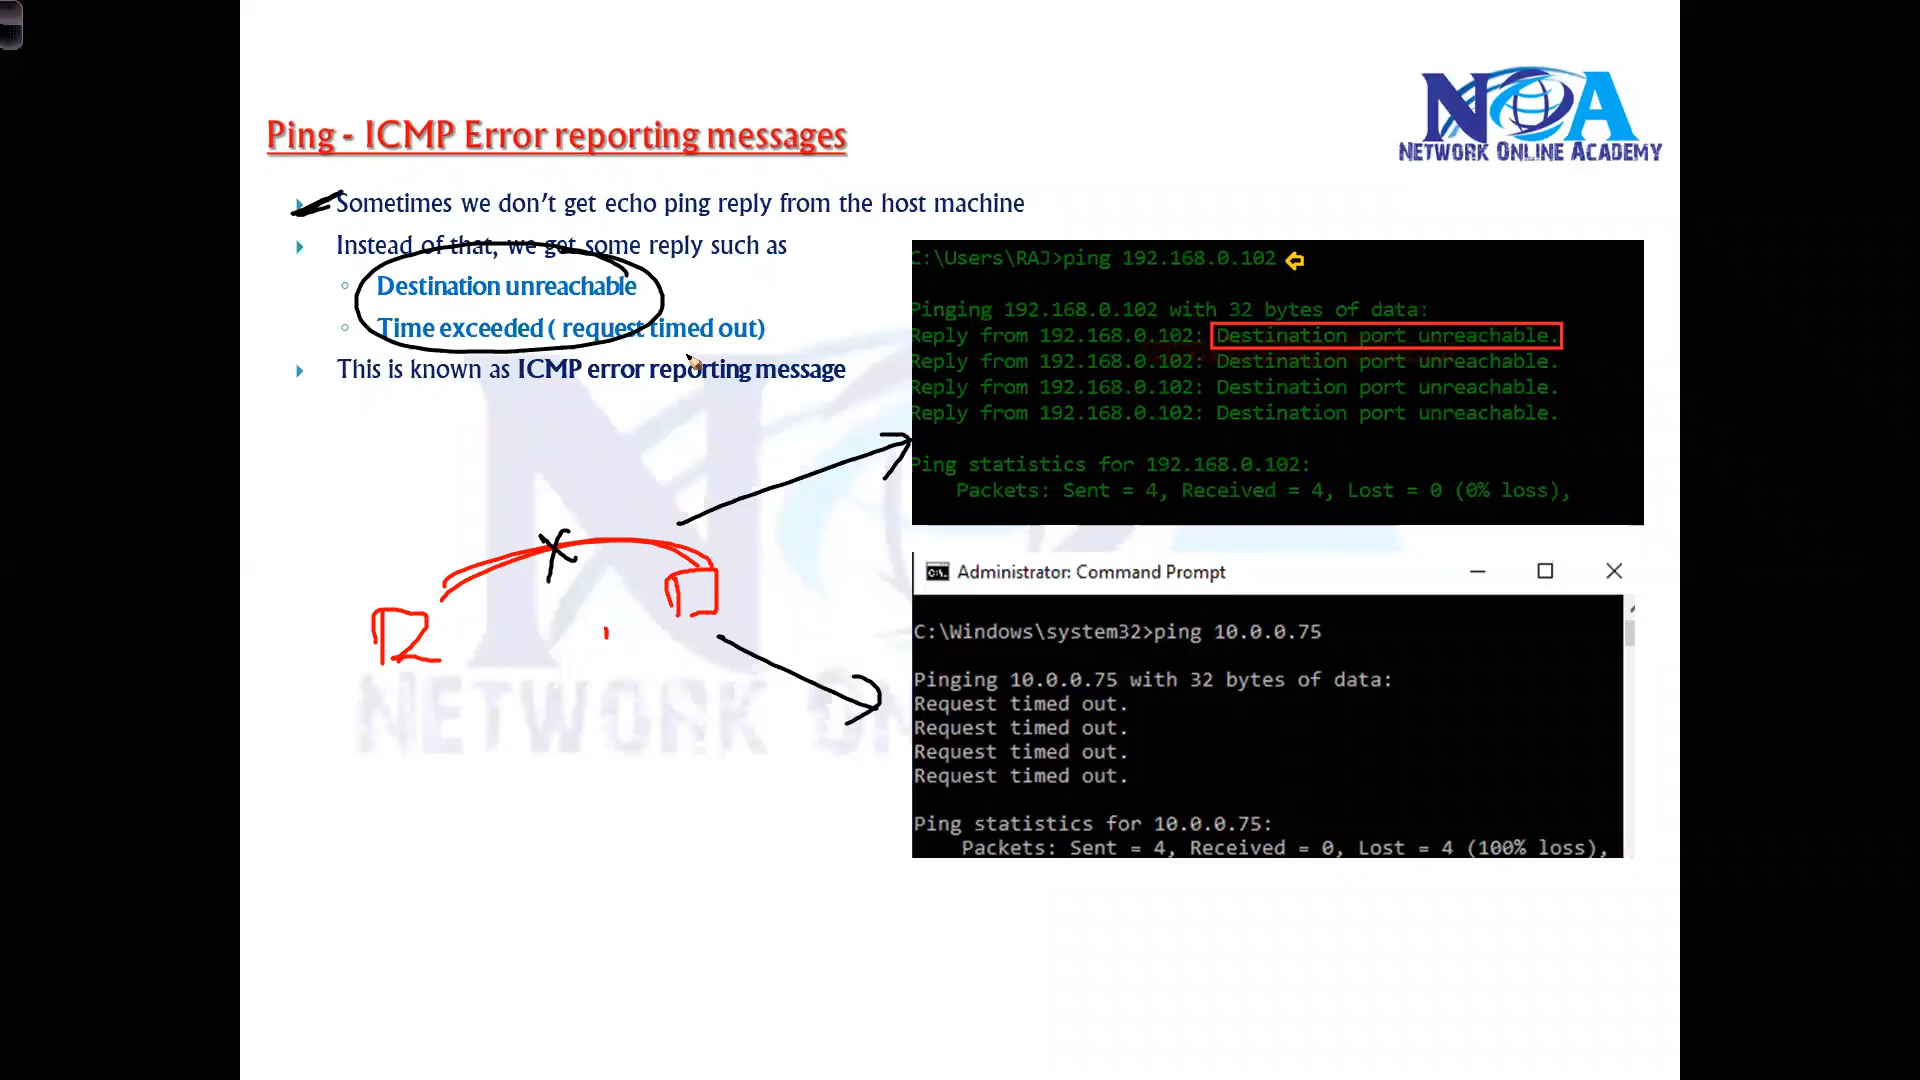 NOA
NETWORK ONLINE ACADEMY
Ping - ICMP Error reporting messages
Sometimes we don't get echo ping reply from the host machine
Instead of that, we get some reply such as
Destination unreachable
Time exceeded ( request timed out)
This is known as ICMP error reporting message
C:\Users\RAJ>ping 192.168.0.102
Pinging 192.168.0.102 with 32 bytes of data:
Reply from 192.168.0.102: Destination port unreachable.
Reply from 192.168.0.102: Destination port unreachable.
Reply from 192.168.0.102: Destination port unreachable.
Reply from 192.168.0.102: Destination port unreachable.
Ping statistics for 192.168.0.102:
Packets: Sent = 4, Received = 4, Lost = 0 (0% loss),
Administrator: Command Prompt
C:\Windows\system32>ping 10.0.0.75
Pinging 10.0.0.75 with 32 bytes of data:
Request timed out.
Request timed out.
Request timed out.
Request timed out.
Ping statistics for 10.0.0.75:
Packets: Sent = 4, Received = 0, Lost = 4 (100% loss),
NETWORK ON